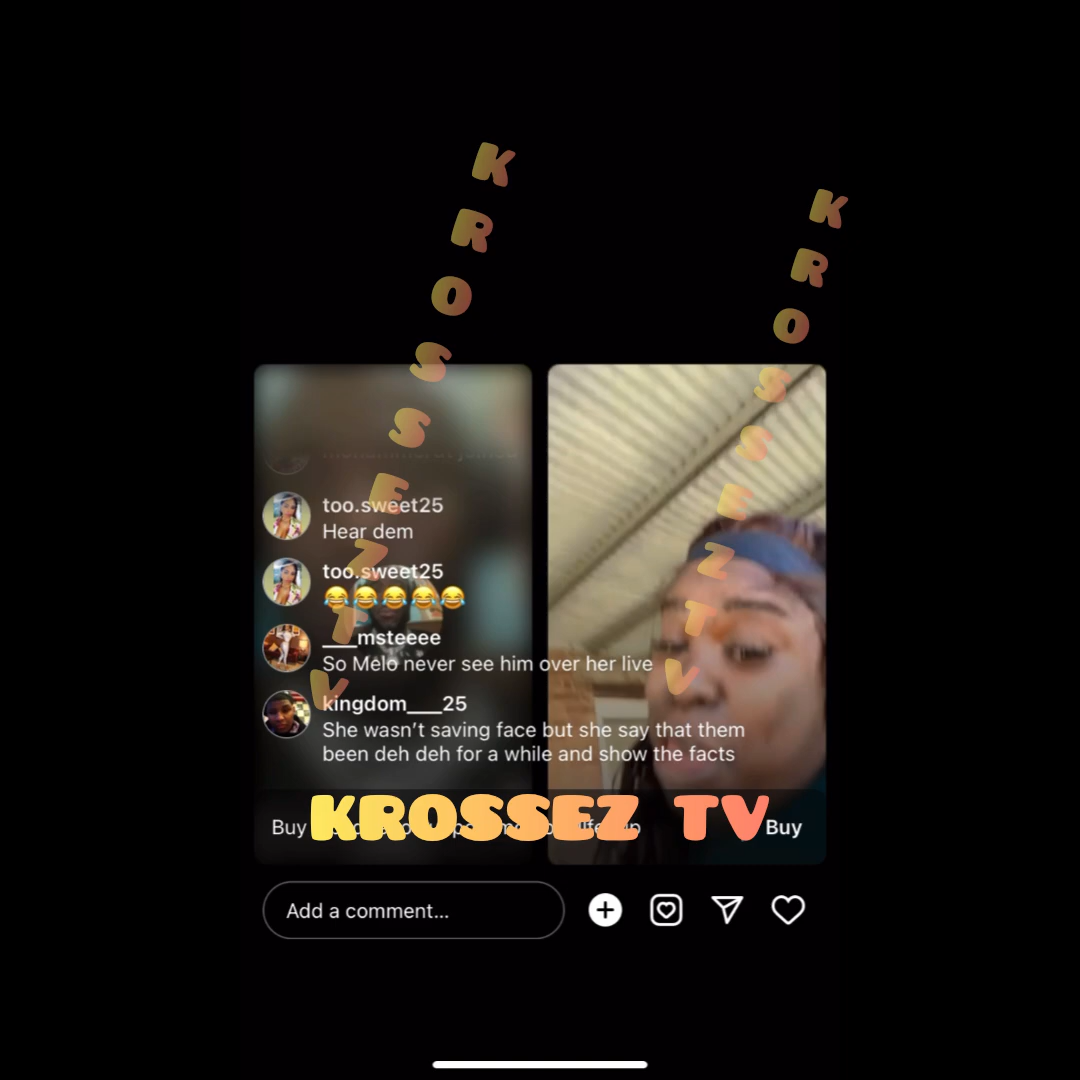 KROSSEZ TV
KROSSEZ TV
too.sweet25
Hear dem
too.sweet25
😂😂😂😂😂
___msteeee
So Melo never see him over her live
kingdom___25
She wasn't saving face but she say that them
been deh deh for a while and show the facts
KROSSEZ TV
Buy
Buy
Add a comment...